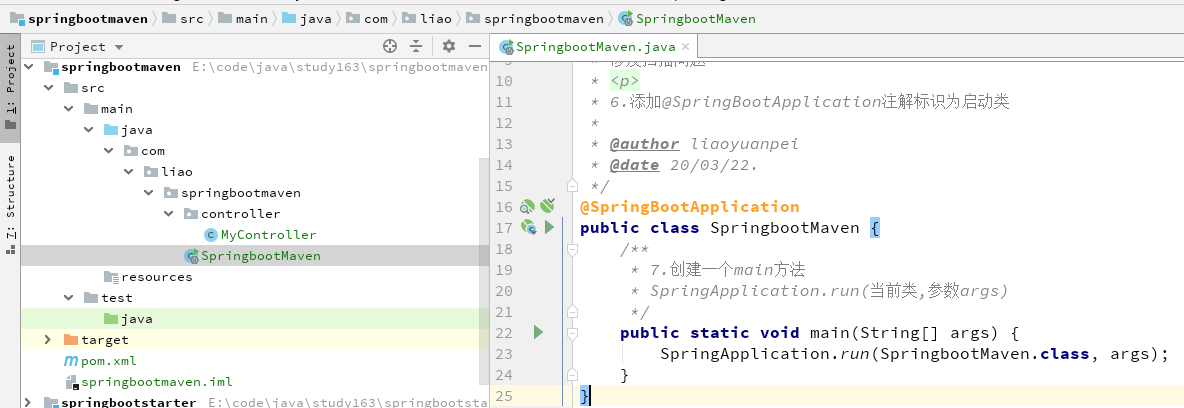 springbootmaven src main java com liao springbootmaven SpringbootMaven
1: Project
7: Structure
Project
springbootmaven E:\code\java\study163\springbootmaven
src
main
java
com
liao
springbootmaven
controller
MyController
SpringbootMaven
resources
test
java
target
pom.xml
springbootmaven.iml
springbootstarter E:\code\java\study163\springbootsta
SpringbootMaven.java
10 * <p>
11 * 6.添加@SpringBootApplication注解标识为启动类
12 *
13 * @author liaoyuanpei
14 * @date 20/03/22.
15 */
16 @SpringBootApplication
17 public class SpringbootMaven {
18 /**
19 * 7.创建一个main方法
20 * SpringApplication.run(当前类,参数args)
21 */
22 public static void main(String[] args) {
23 SpringApplication.run(SpringbootMaven.class, args);
24 }
25 }